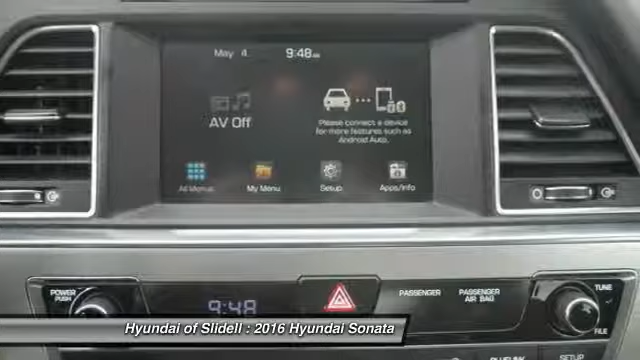 May 4 9:48AM
AV Off
Please connect a device
for more features such as
Android Auto.
All Menus My Menu Setup Apps/Info
POWER
PUSH
9:48
PASSENGER
PASSENGER
AIR BAG
TUNE
FILE
Hyundai of Slidell : 2016 Hyundai Sonata